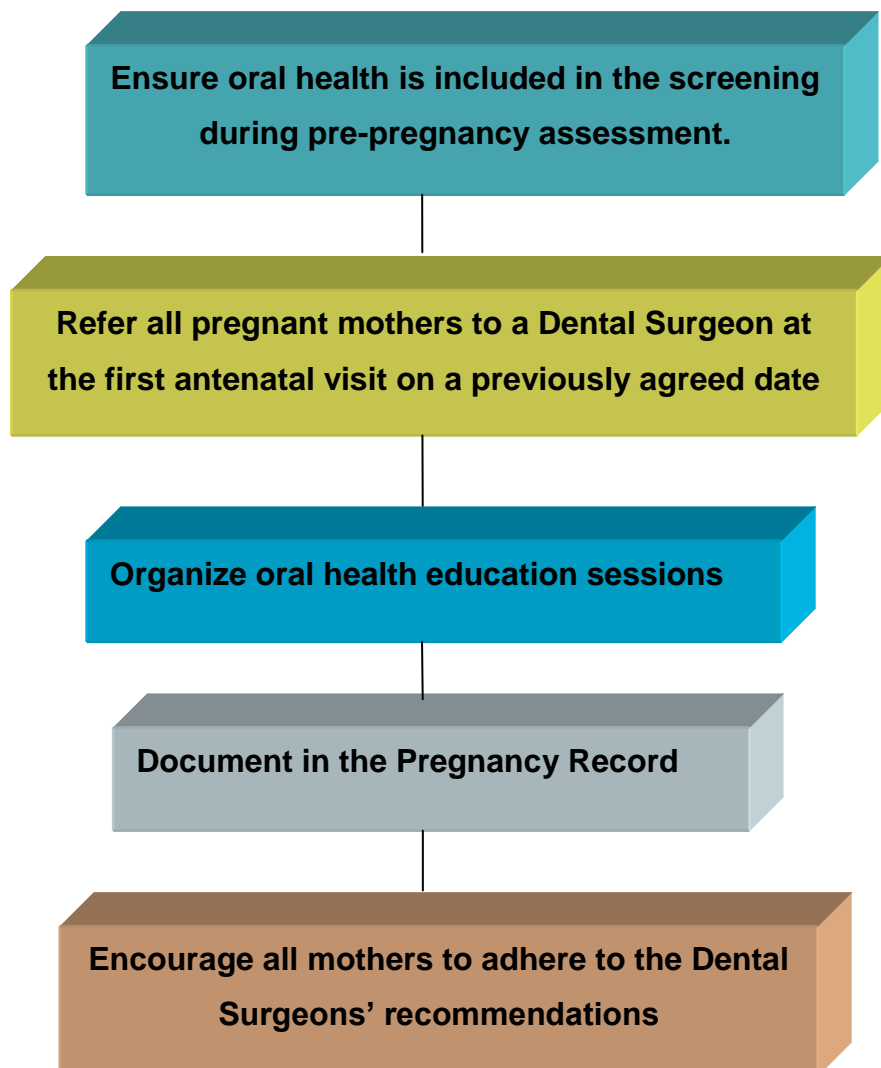 Ensure oral health is included in the screening
during pre-pregnancy assessment.
Refer all pregnant mothers to a Dental Surgeon at
the first antenatal visit on a previously agreed date
Organize oral health education sessions
Document in the Pregnancy Record
Encourage all mothers to adhere to the Dental
Surgeons’ recommendations